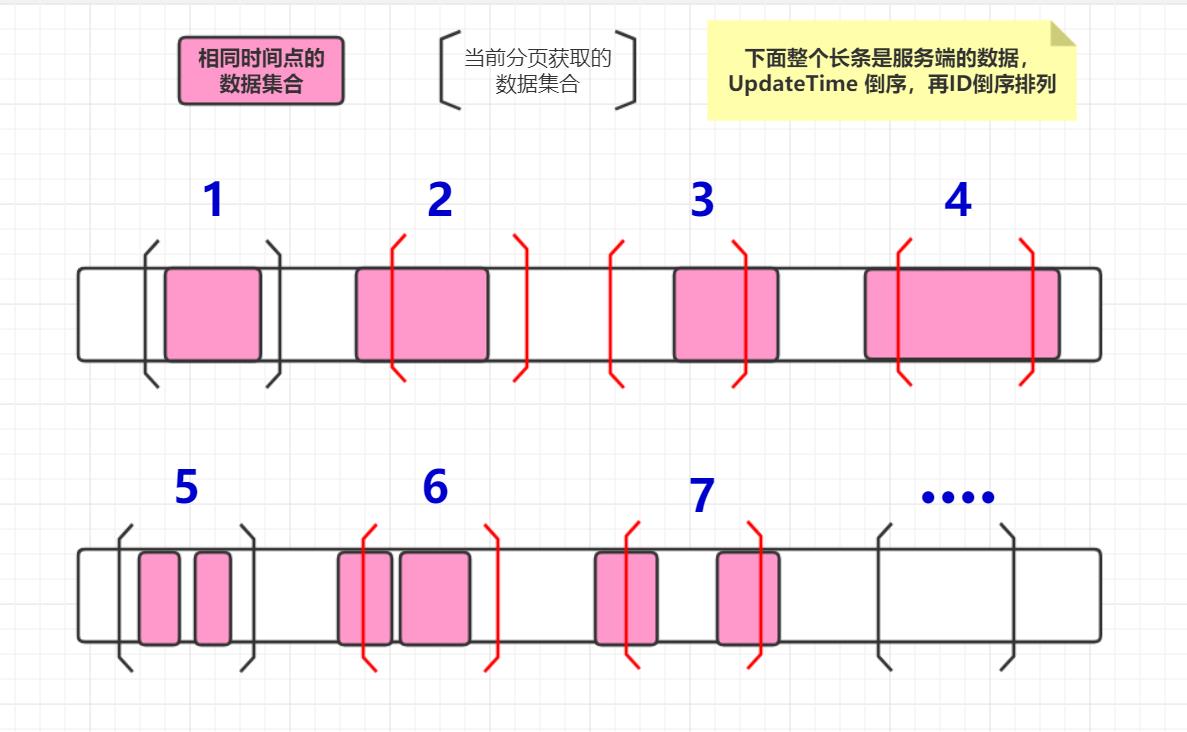 相同时间点的
数据集合
当前分页获取的
数据集合
下面整个长条是服务端的数据，
UpdateTime 倒序，再ID倒序排列
1
2
3
4
5
6
7
••••